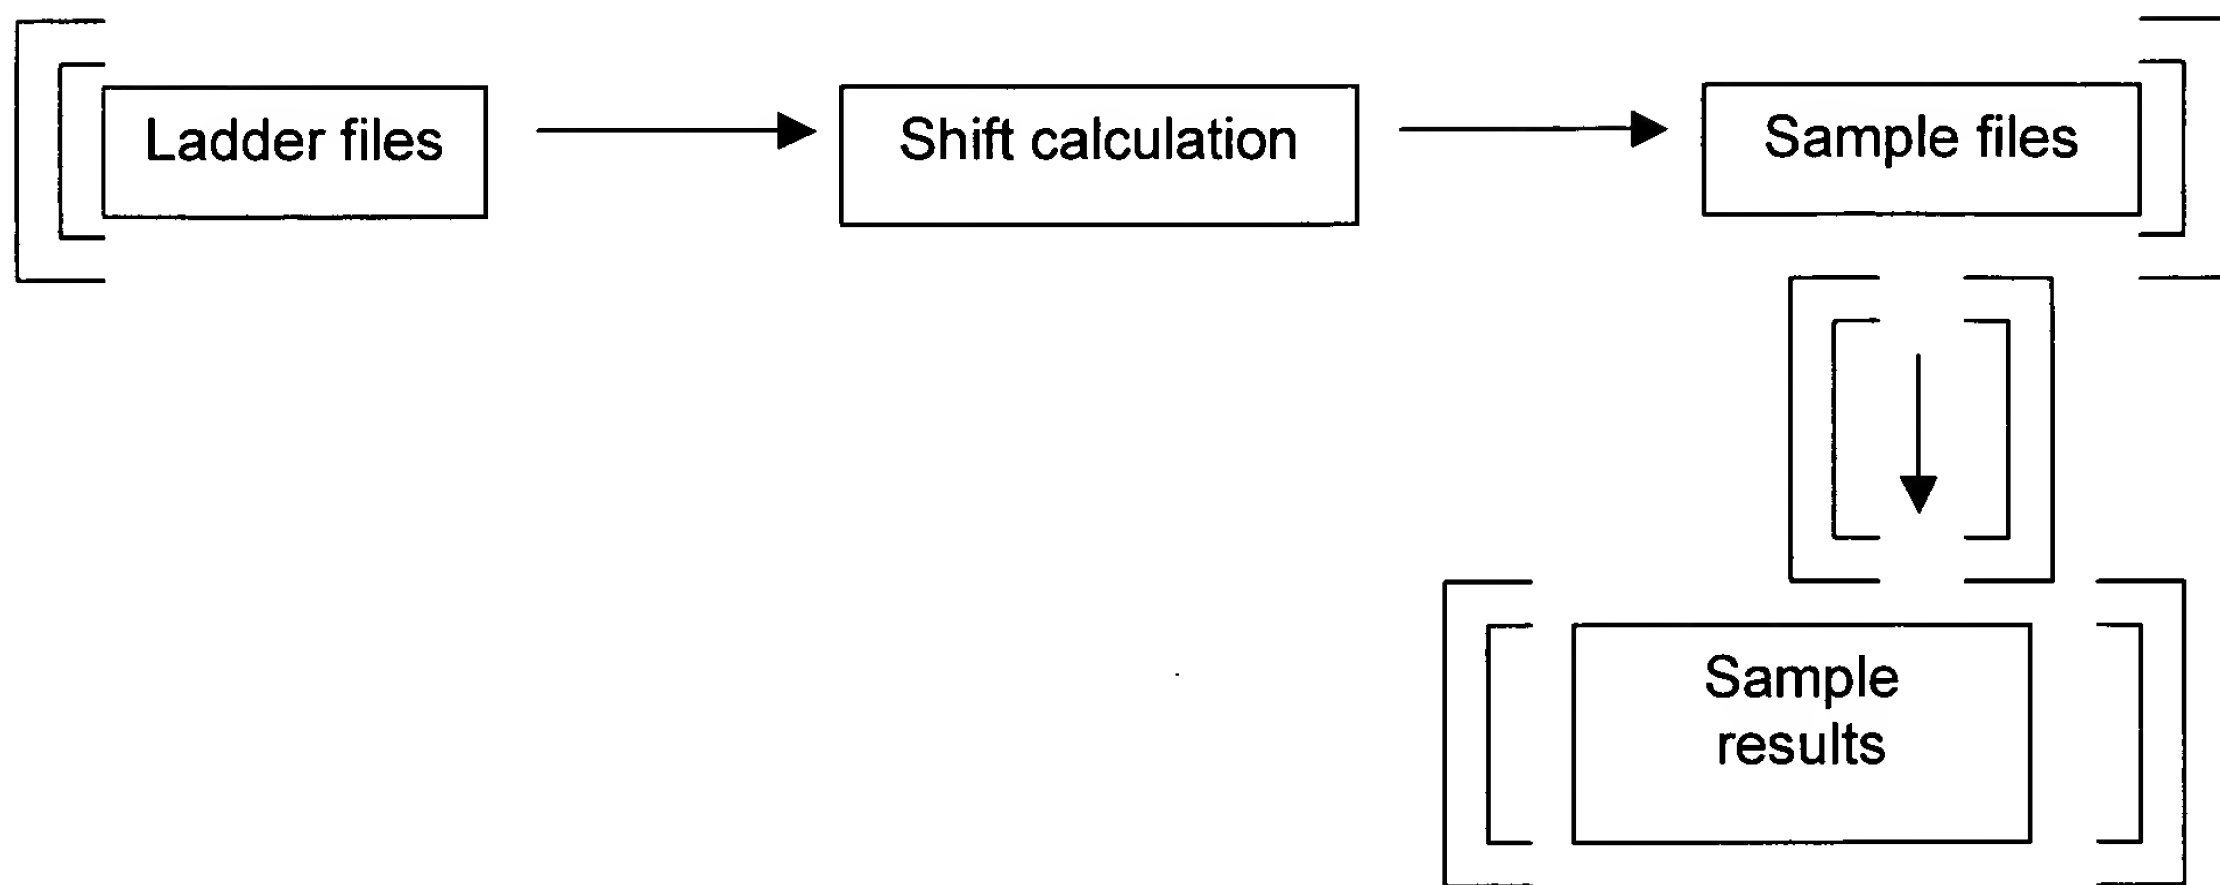 Ladder files
Shift calculation
Sample files
Sample
results